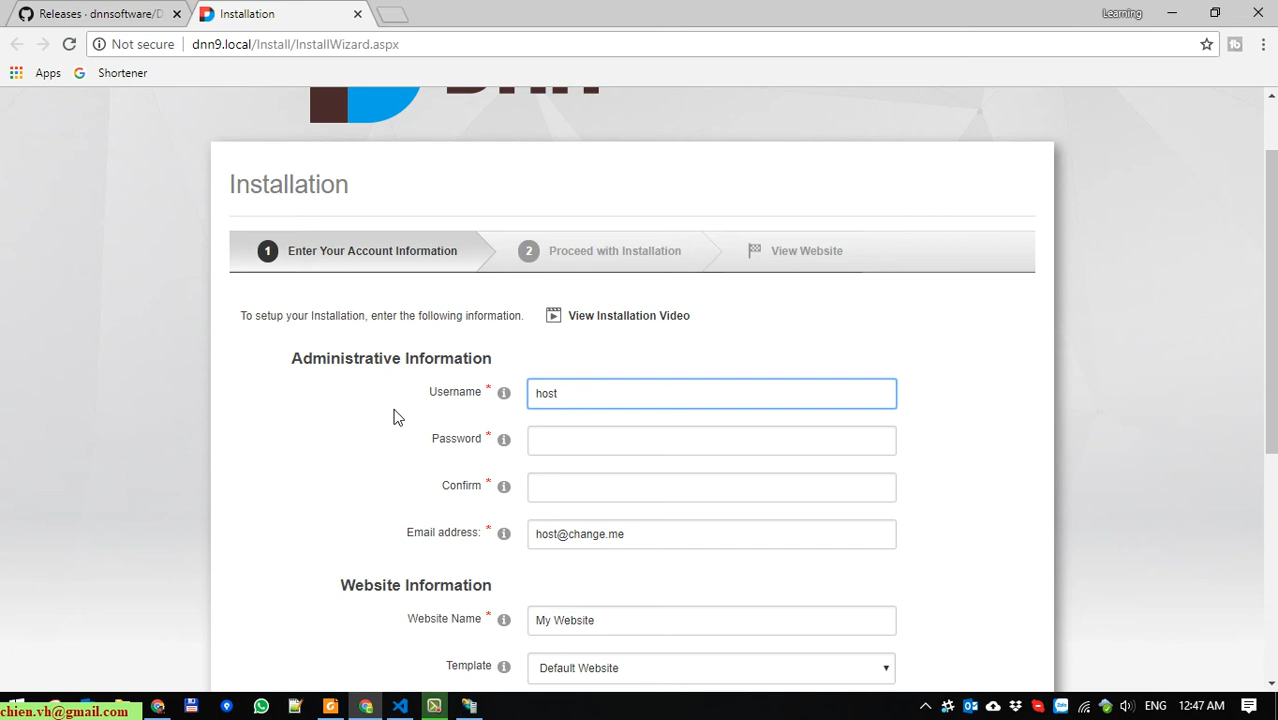 Releases · dnnsoftware/D
Installation
Learning
Not secure
dnn9.local/Install/InstallWizard.aspx
Apps
Shortener
Installation
1 Enter Your Account Information
2 Proceed with Installation
View Website
To setup your Installation, enter the following information.
View Installation Video
Administrative Information
Username * host
Password *
Confirm *
Email address: * host@change.me
Website Information
Website Name * My Website
Template Default Website
chien.vh@gmail.com
ENG
12:47 AM